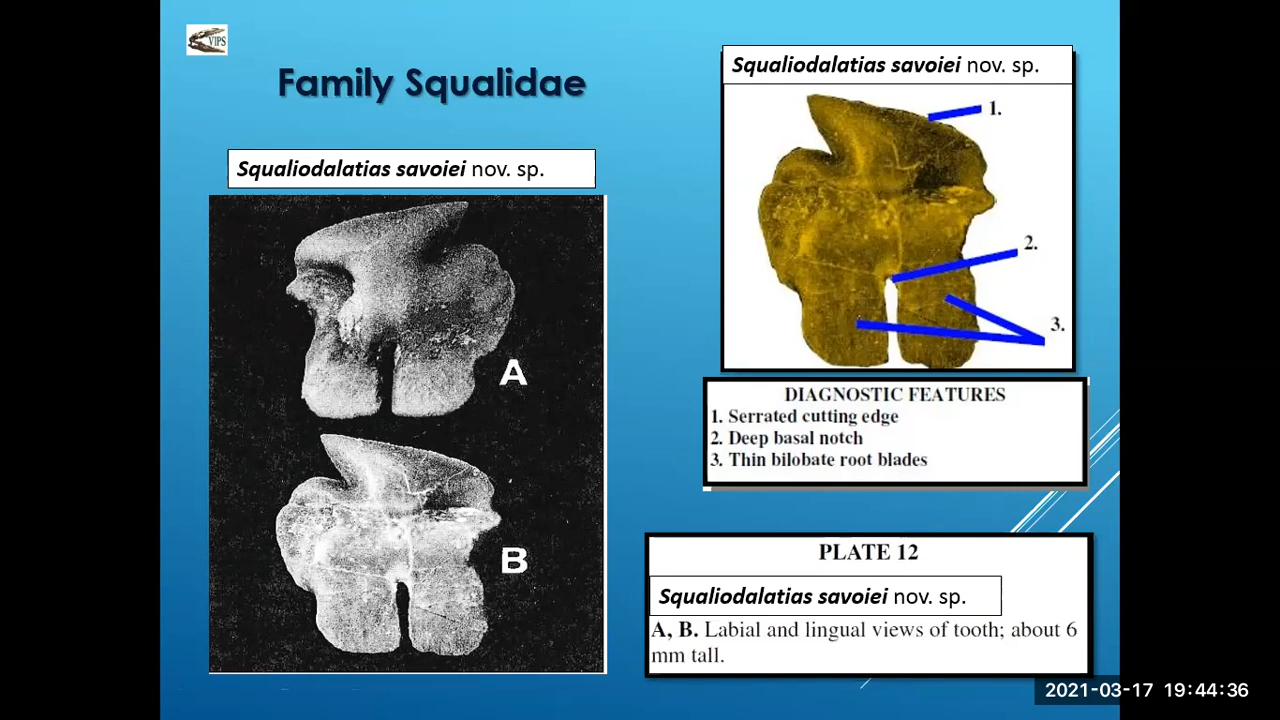 VIPS
Family Squalidae
Squaliodalatias savoiei nov. sp.
A
B
Squaliodalatias savoiei nov. sp.
1.
2.
3.
DIAGNOSTIC FEATURES
1. Serrated cutting edge
2. Deep basal notch
3. Thin bilobate root blades
PLATE 12
Squaliodalatias savoiei nov. sp.
A, B. Labial and lingual views of tooth; about 6
mm tall.
2021-03-17 19:44:36